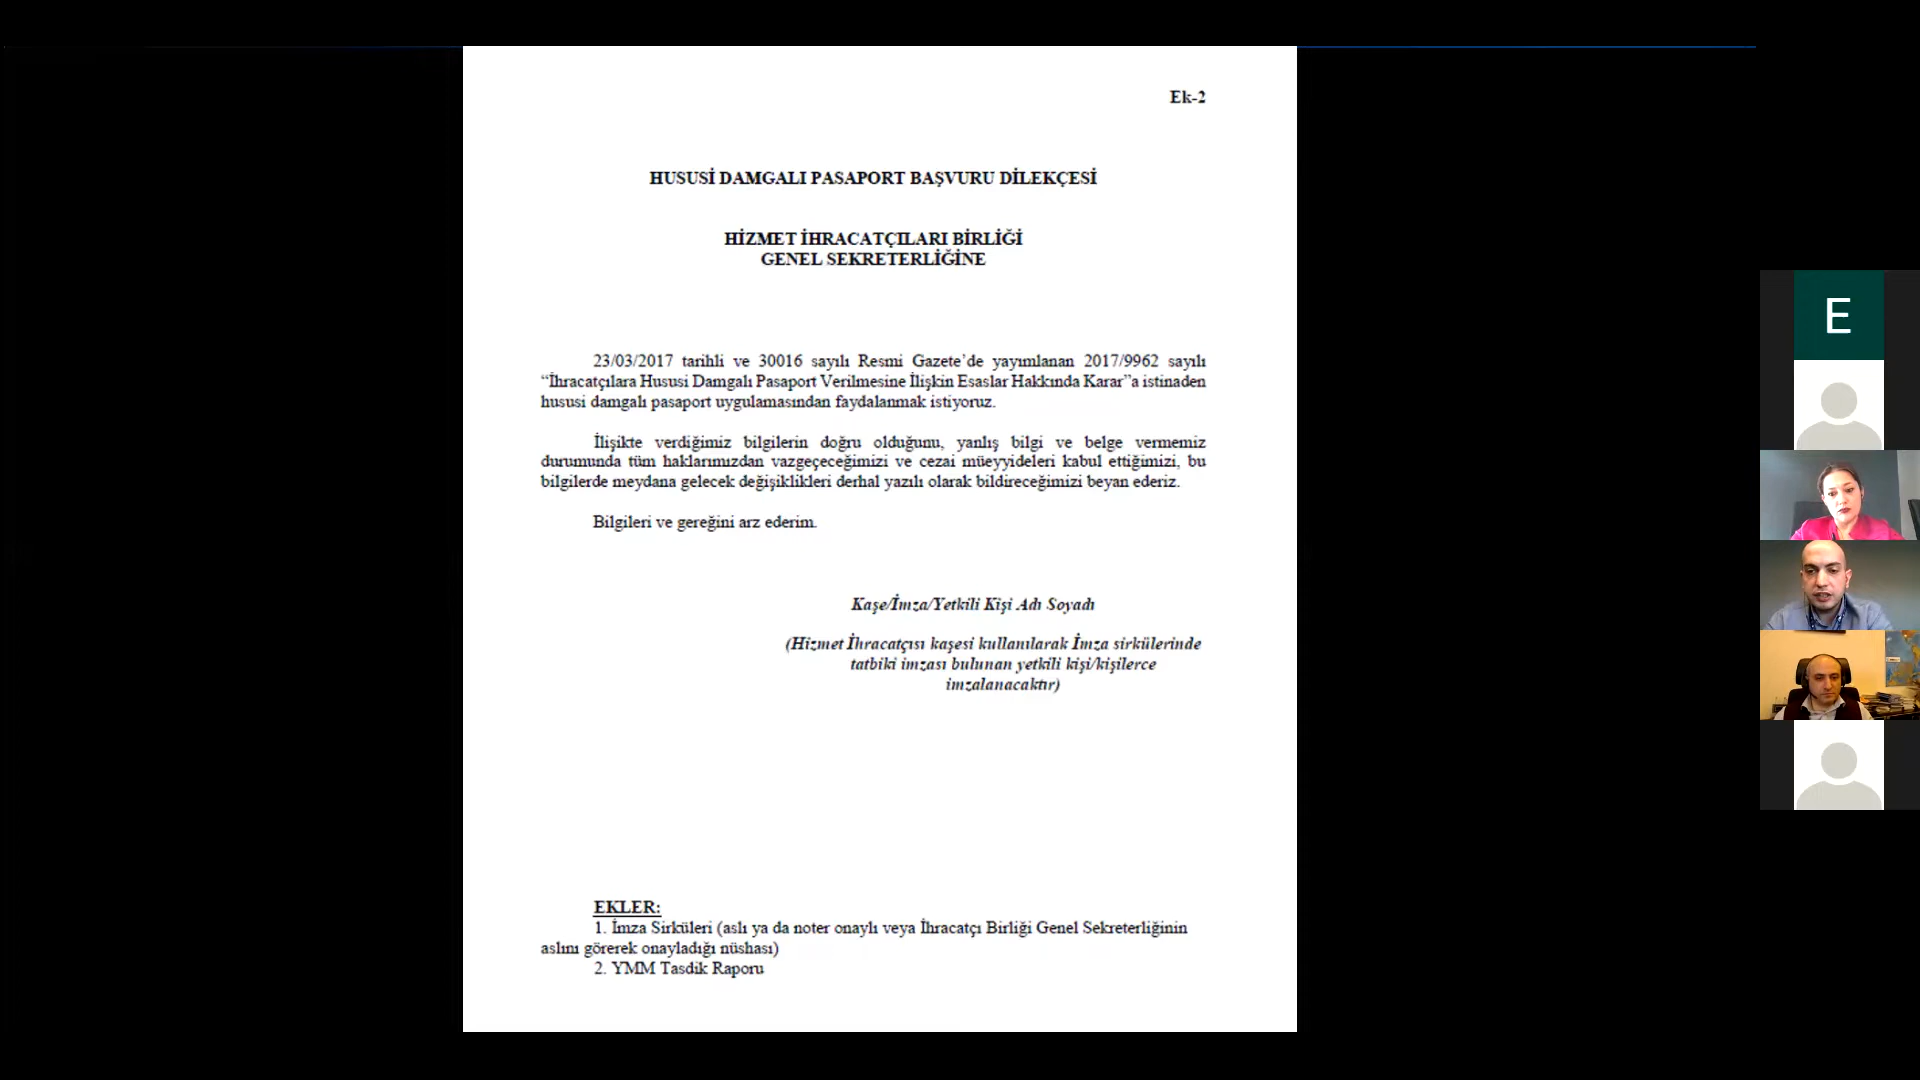 Ek-2
HUSUSİ DAMGALI PASAPORT BAŞVURU DİLEKÇESİ
HİZMET İHRACATÇILARI BİRLİĞİ
GENEL SEKRETERLİĞİNE
23/03/2017 tarihli ve 30016 sayılı Resmi Gazete’de yayımlanan 2017/9962 sayılı
“İhracatçılara Hususi Damgalı Pasaport Verilmesine İlişkin Esaslar Hakkında Karar”a istinaden
hususi damgalı pasaport uygulamasından faydalanmak istiyoruz.
İlişikte verdiğimiz bilgilerin doğru olduğunu, yanlış bilgi ve belge vermemiz
durumunda tüm haklarımızdan vazgeçeceğimizi ve cezai müeyyideleri kabul ettiğimizi, bu
bilgilerde meydana gelecek değişiklikleri derhal yazılı olarak bildireceğimizi beyan ederiz.
Bilgileri ve gereğini arz ederim.
Kaşe/İmza/Yetkili Kişi Adı Soyadı
(Hizmet İhracatçısı kaşesi kullanılarak İmza sirkülerinde
tatbiki imzası bulunan yetkili kişi/kişilerce
imzalanacaktır)
EKLER:
1. İmza Sirküleri (aslı ya da noter onaylı veya İhracatçı Birliği Genel Sekreterliğinin
aslını görerek onayladığı nüshası)
2. YMM Tasdik Raporu
E